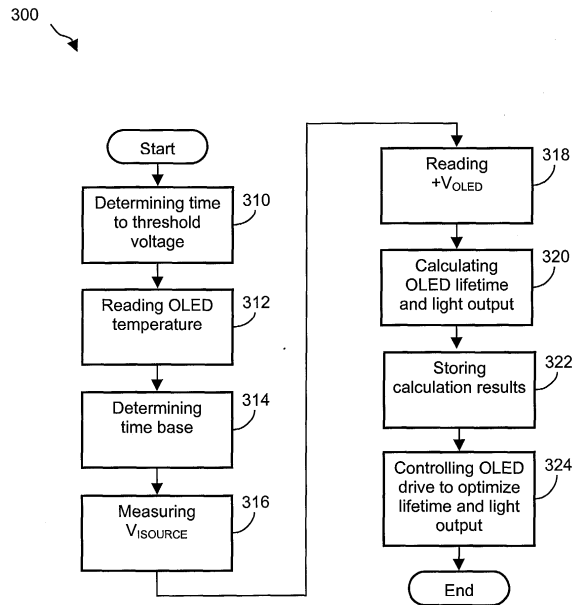 300
Start
Determining time
to threshold
voltage
310
Reading OLED
temperature
312
Determining
time base
314
Measuring
VISOURCE
316
Reading
+VOLED
318
Calculating
OLED lifetime
and light output
320
Storing
calculation results
322
Controlling OLED
drive to optimize
lifetime and light
output
324
End